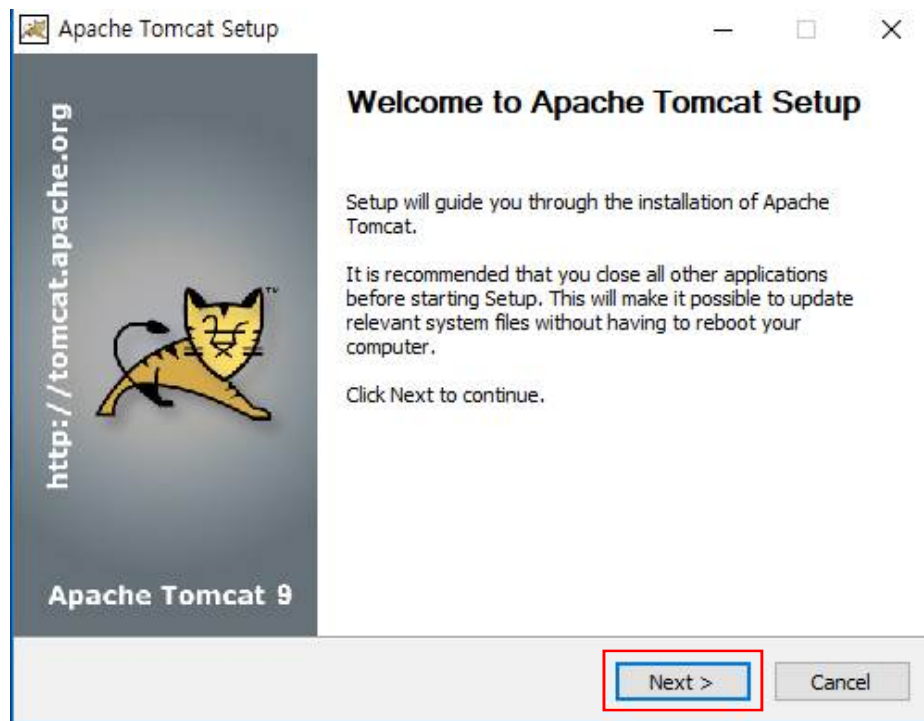 Apache Tomcat Setup
http://tomcat.apache.org
Apache Tomcat 9
Welcome to Apache Tomcat Setup
Setup will guide you through the installation of Apache
Tomcat.
It is recommended that you close all other applications
before starting Setup. This will make it possible to update
relevant system files without having to reboot your
computer.
Click Next to continue.
TM
Next >
Cancel